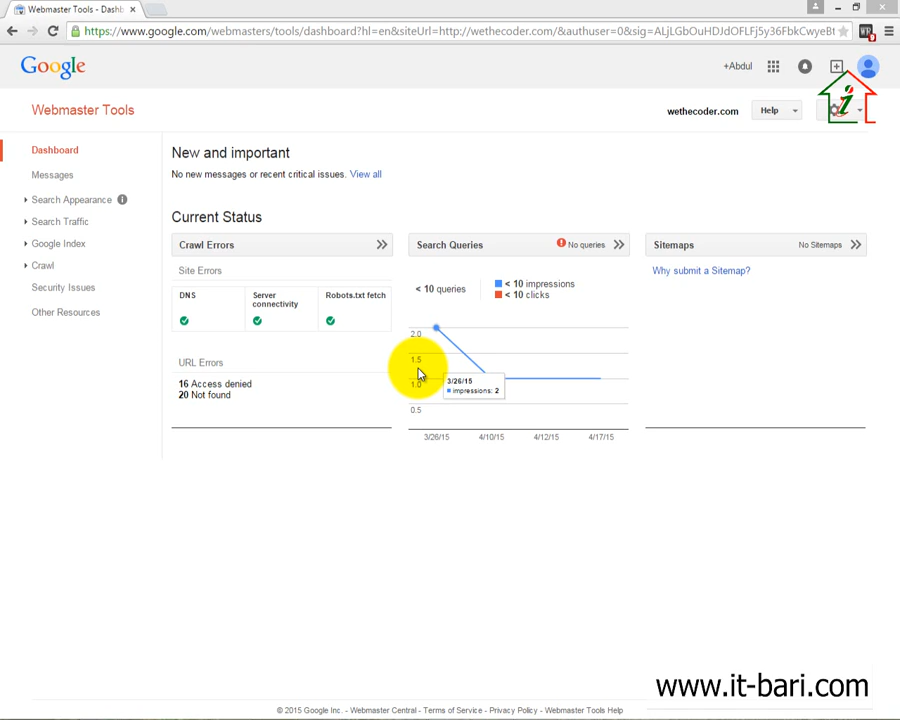 Webmaster Tools - Dashb
https://www.google.com/webmasters/tools/dashboard?hl=en&siteUrl=http://wethecoder.com/&authuser=0&sig=ALjLGbOuHDJdOFLFj5y36FbkCwyeBt
Google
+Abdul
Webmaster Tools
wethecoder.com
Help
i
Dashboard
New and important
Messages
No new messages or recent critical issues. View all
Search Appearance
Search Traffic
Google Index
Crawl
Security Issues
Other Resources
Current Status
Crawl Errors
Site Errors
DNS
Server connectivity
Robots.txt fetch
URL Errors
16 Access denied
20 Not found
Search Queries
No queries
< 10 queries
< 10 impressions
< 10 clicks
2.0
1.5
1.0
0.5
3/26/15
impressions: 2
3/26/15 4/10/15 4/12/15 4/17/15
Sitemaps
No Sitemaps
Why submit a Sitemap?
www.it-bari.com
© 2015 Google Inc. - Webmaster Central - Terms of Service - Privacy Policy - Webmaster Tools Help